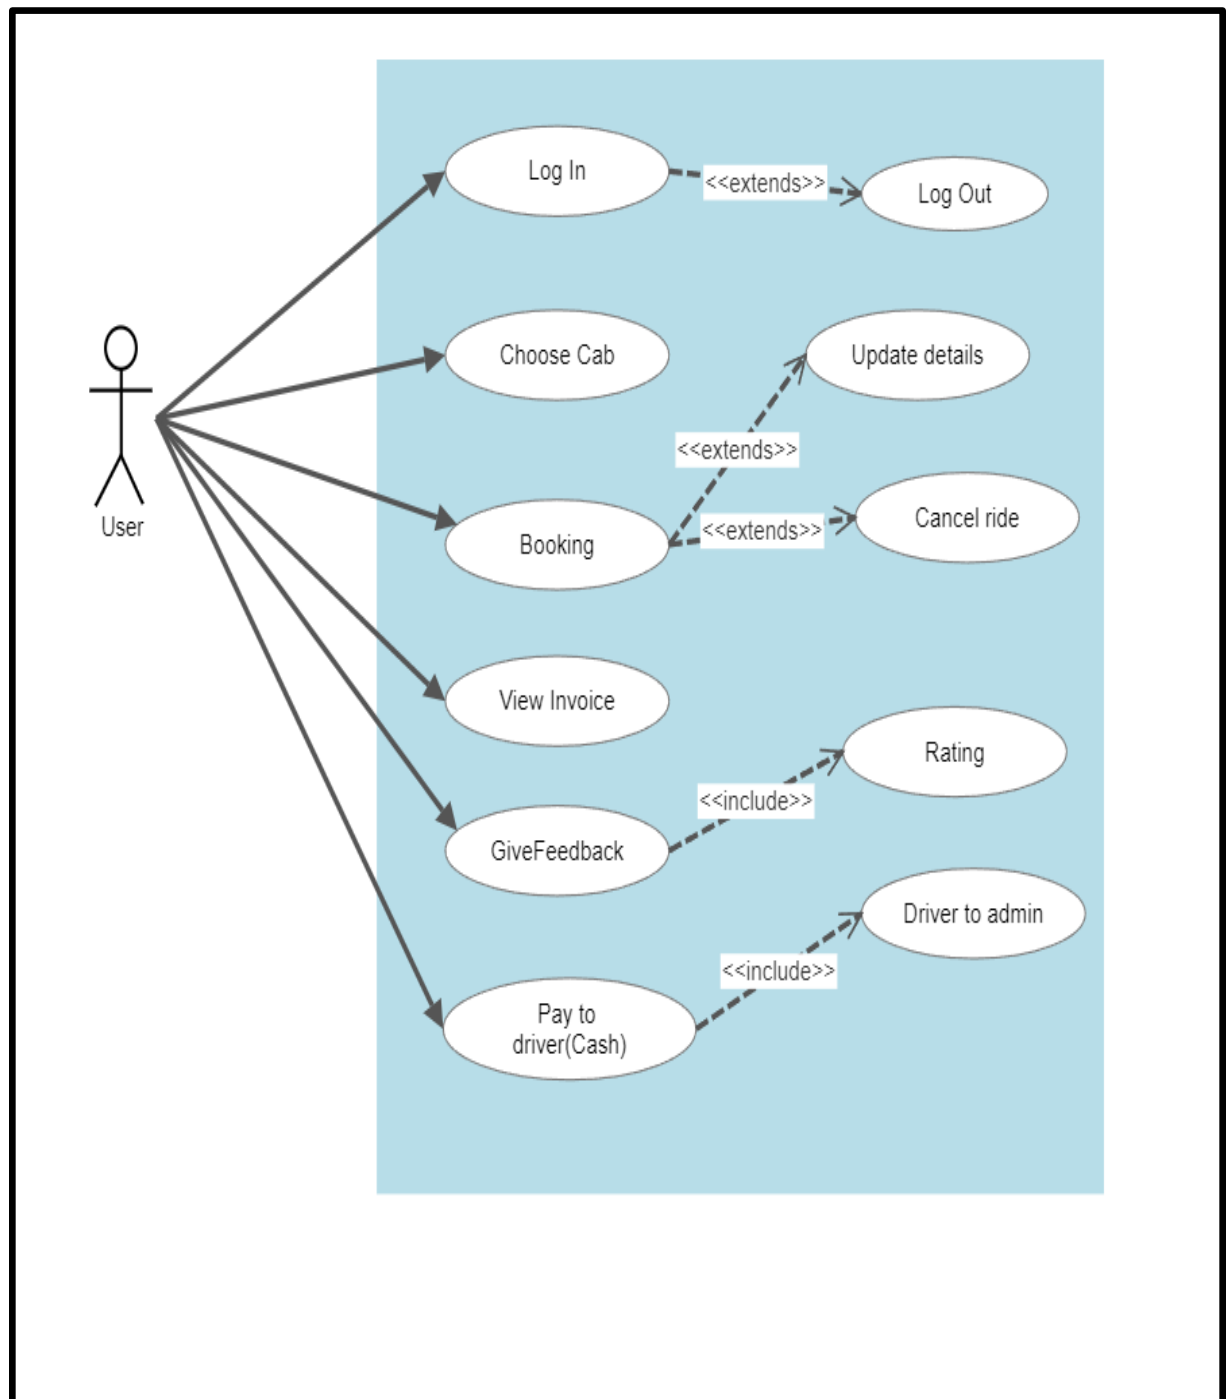 Log In
<<extends>>
Log Out
Choose Cab
Update details
<<extends>>
User
Booking
<<extends>>
Cancel ride
View Invoice
Rating
<<include>>
GiveFeedback
Driver to admin
<<include>>
Pay to
driver(Cash)